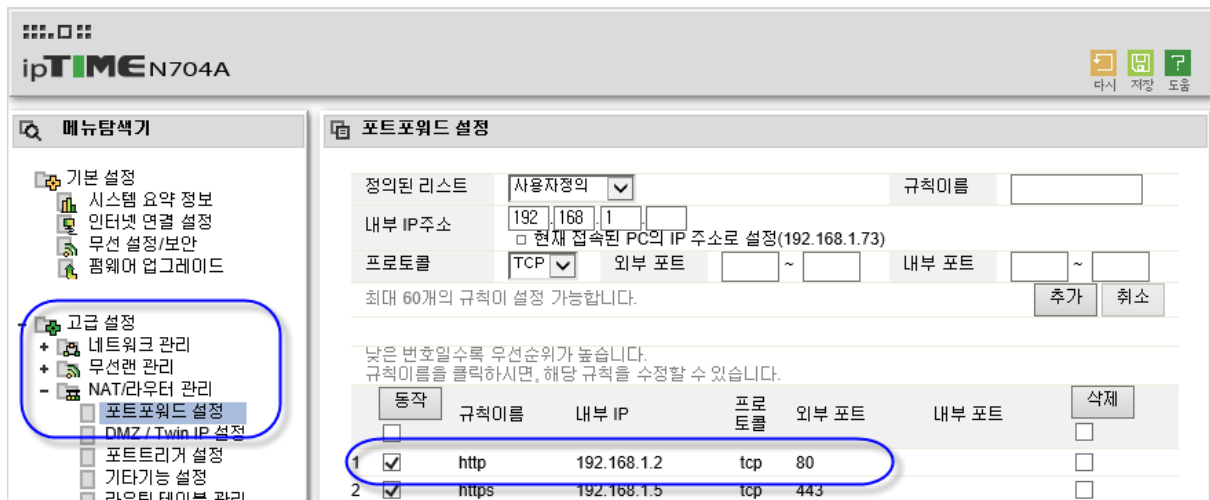 ipTIME N704A
다시 저장 도움
메뉴탐색기
기본 설정
시스템 요약 정보
인터넷 연결 설정
무선 설정/보안
펌웨어 업그레이드
고급 설정
네트워크 관리
무선랜 관리
NAT/라우터 관리
포트포워드 설정
DMZ / Twin IP 설정
포트트리거 설정
기타기능 설정
라우팅 테이블 관리
포트포워드 설정
정의된 리스트 사용자정의 규칙이름
내부 IP주소 192 . 168 . 1 .
현재 접속된 PC의 IP 주소로 설정(192.168.1.73)
프로토콜 TCP 외부 포트 ~ 내부 포트 ~
최대 60개의 규칙이 설정 가능합니다. 추가 취소
낮은 번호일수록 우선순위가 높습니다.
규칙이름을 클릭하시면, 해당 규칙을 수정할 수 있습니다.
동작 규칙이름 내부 IP 프로토콜 외부 포트 내부 포트 삭제
1 http 192.168.1.2 tcp 80
2 https 192.168.1.5 tcp 443